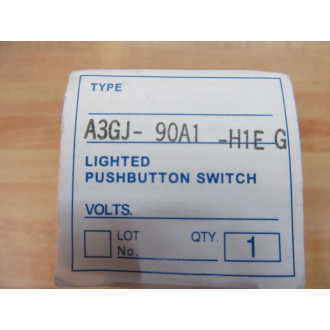 TYPE
A3GJ- 90A1 -H1E G
LIGHTED
PUSHBUTTON SWITCH
VOLTS.
LOT No. QTY. 1